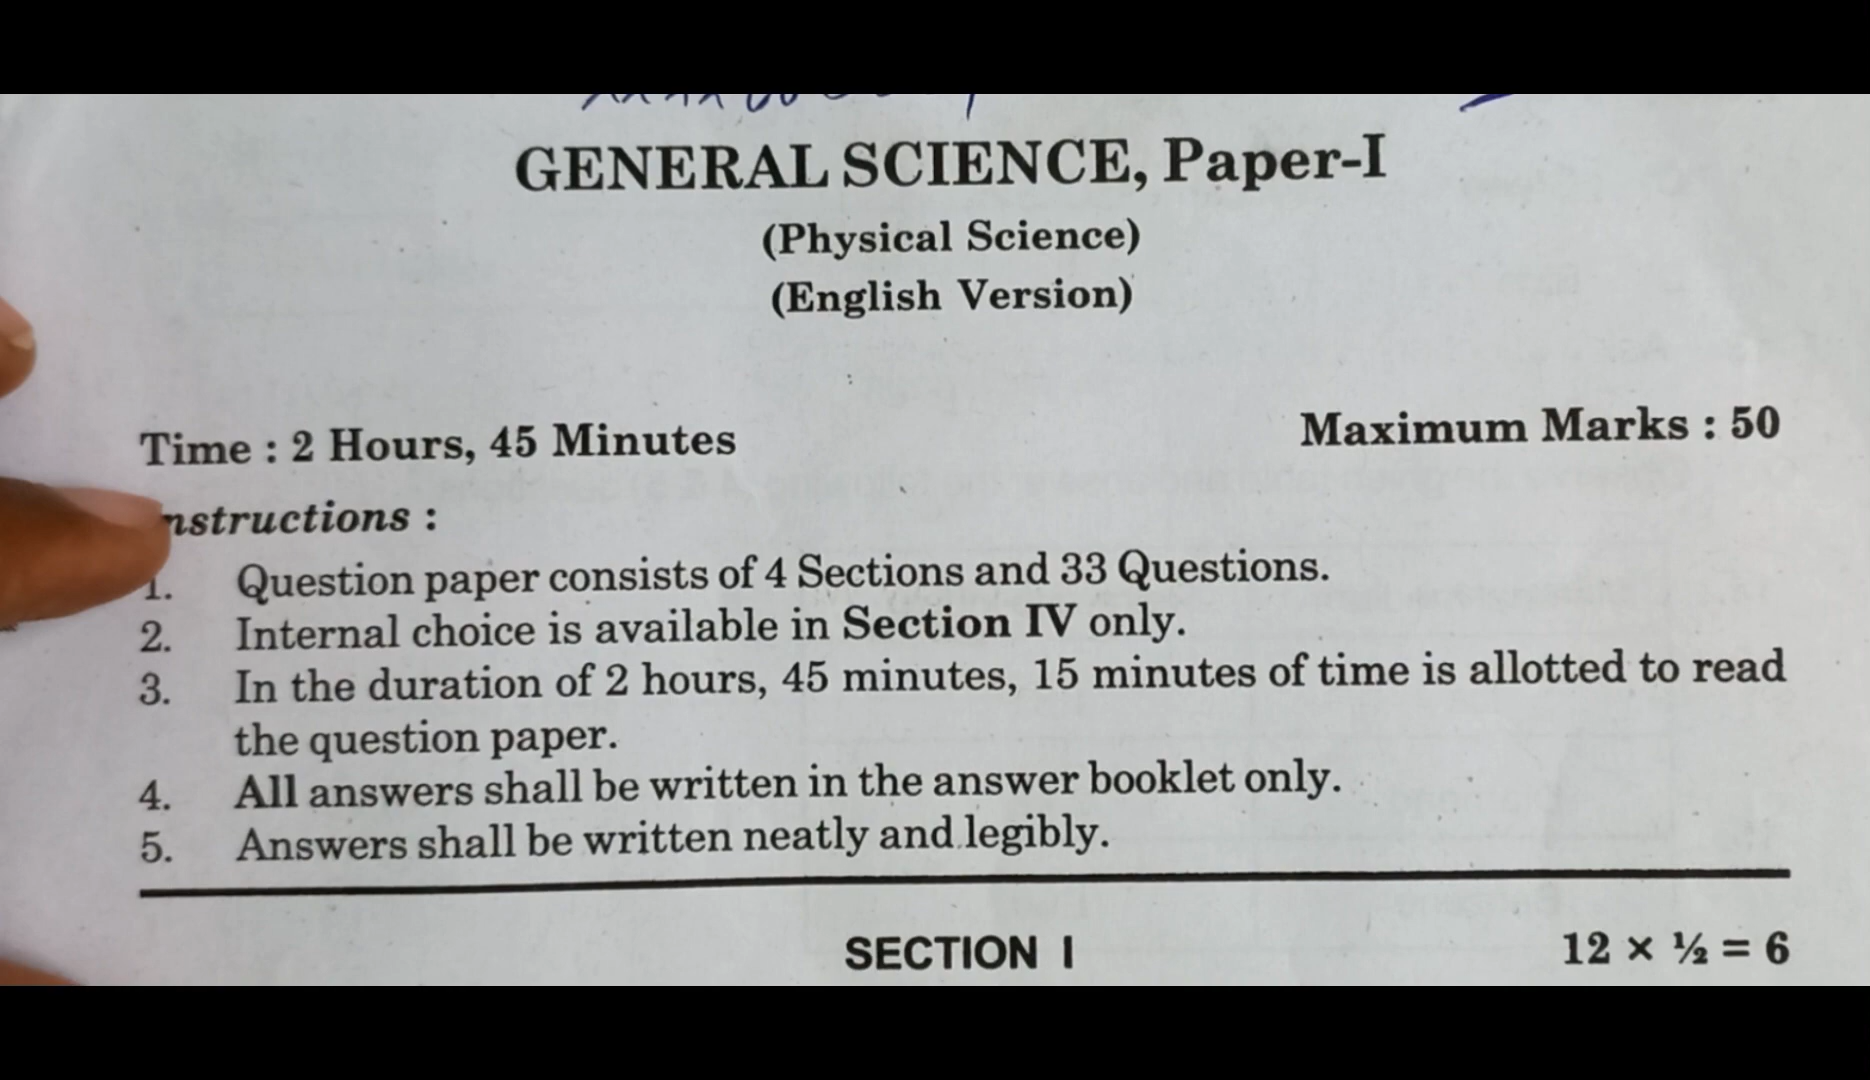 GENERAL SCIENCE, Paper-I
(Physical Science)
(English Version)
Time : 2 Hours, 45 Minutes
Maximum Marks : 50
nstructions :
1. Question paper consists of 4 Sections and 33 Questions.
2. Internal choice is available in Section IV only.
3. In the duration of 2 hours, 45 minutes, 15 minutes of time is allotted to read
the question paper.
4. All answers shall be written in the answer booklet only.
5. Answers shall be written neatly and legibly.
SECTION I
12 × ½ = 6